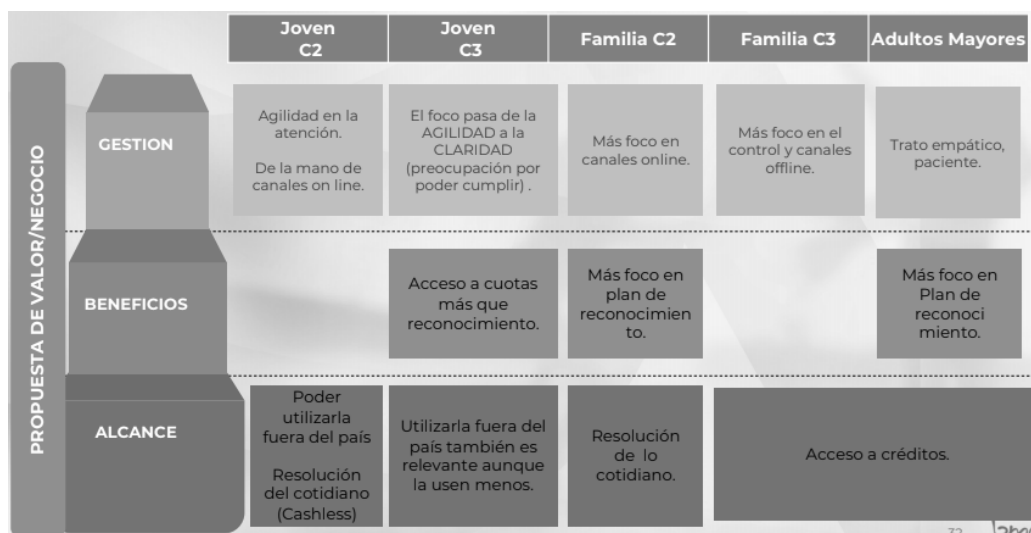 Joven
C2
Joven
C3
Familia C2
Familia C3
Adultos Mayores
PROPUESTA DE VALOR/NEGOCIO
GESTION
Agilidad en la
atención.
De la mano de
canales on line.
El foco pasa de la
AGILIDAD a la
CLARIDAD
(preocupación por
poder cumplir) .
Más foco en
canales online.
Más foco en el
control y canales
offline.
Trato empático,
paciente.
BENEFICIOS
Acceso a cuotas
más que
reconocimiento.
Más foco en
plan de
reconocimien
to.
Más foco en
Plan de
reconoci
miento.
ALCANCE
Poder
utilizarla
fuera del país
Resolución
del cotidiano
(Cashless)
Utilizarla fuera del
país también es
relevante aunque
la usen menos.
Resolución
de lo
cotidiano.
Acceso a créditos.